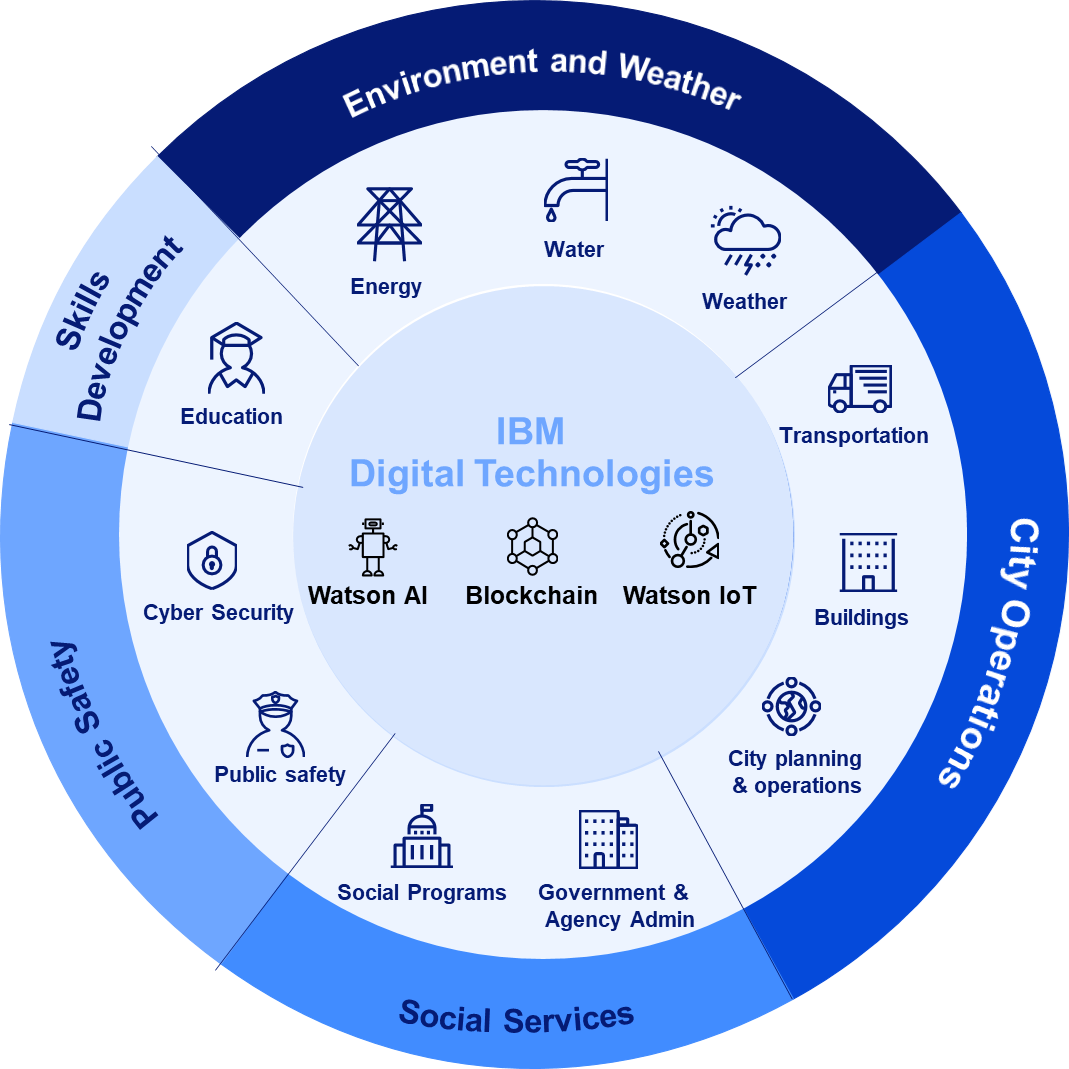 Environment and Weather
Energy
Water
Weather
Skills
Development
Education
Transportation
IBM
Digital Technologies
Watson AI
Blockchain
Watson IoT
Buildings
City Operations
City planning
& operations
Cyber Security
Public safety
Public Safety
Social Programs
Government &
Agency Admin
Social Services